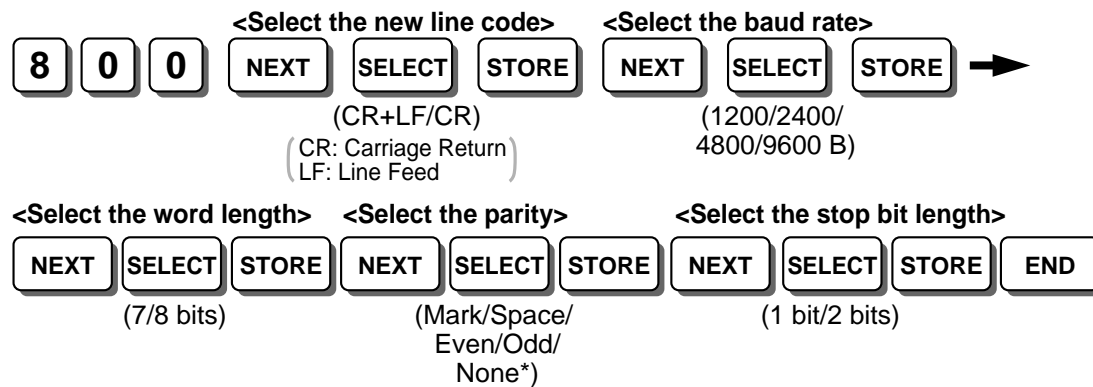 <Select the new line code> <Select the baud rate>
8 0 0 NEXT SELECT STORE NEXT SELECT STORE
(CR+LF/CR) (1200/2400/
4800/9600 B)
CR: Carriage Return
LF: Line Feed
<Select the word length> <Select the parity> <Select the stop bit length>
NEXT SELECT STORE NEXT SELECT STORE NEXT SELECT STORE END
(7/8 bits) (Mark/Space/ (1 bit/2 bits)
Even/Odd/
None*)